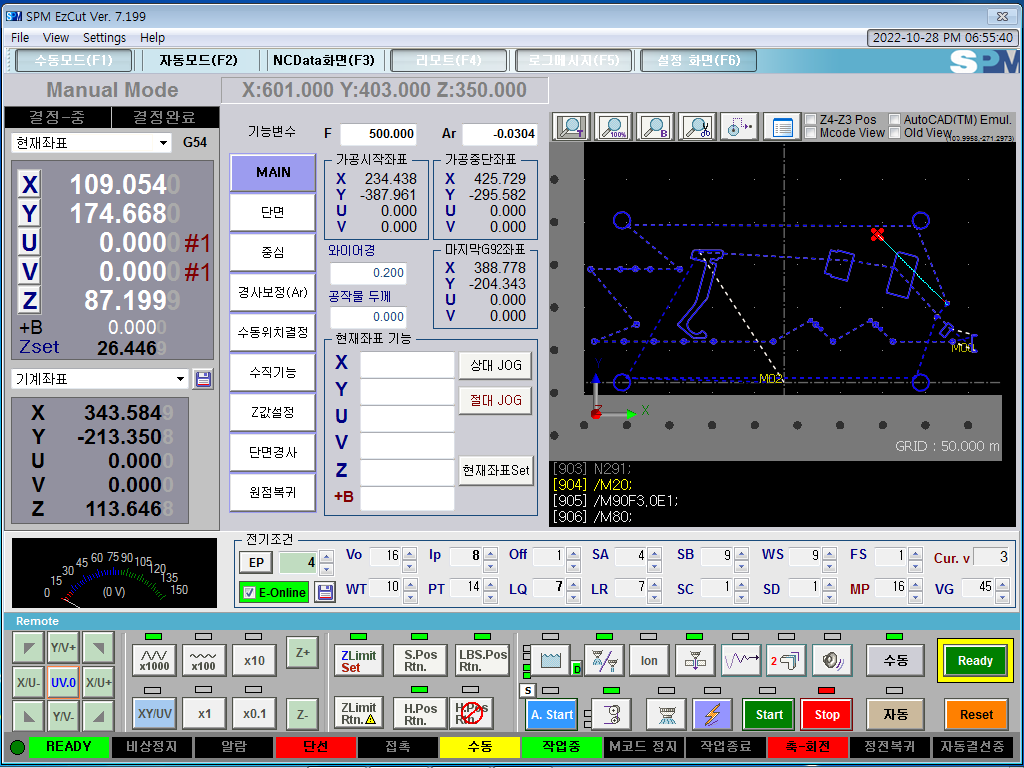 SPM EzCut Ver. 7.199
File View Settings Help
2022-10-28 PM 06:55:40
수동모드(F1) 자동모드(F2) NCData화면(F3) 리모트(F4) 로그메시지(F5) 설정 화면(F6)
SPM
Manual Mode
X:601.000 Y:403.000 Z:350.000
결정-중 결정완료
현재좌표 G54
X 109.0540
Y 174.6680
U 0.0000 #1
V 0.0000 #1
Z 87.1999
+B 0.0000
Zset 26.4469
기계좌표
X 343.5849
Y -213.3508
U 0.0000
V 0.0000
Z 113.6468
기능변수 F 500.000 Ar -0.0304
MAIN
단면
중심
경사보정(Ar)
수동위치결정
수직기능
Z값설정
단면경사
원점복귀
가공시작좌표
X 234.438
Y -387.961
U 0.000
V 0.000
가공중단좌표
X 425.729
Y -295.582
U 0.000
V 0.000
와이어경
0.200
공작물 두께
0.000
마지막G92좌표
X 388.778
Y -204.343
U 0.000
V 0.000
현재좌표 기능
X
Y
U
V
Z
+B
상대 JOG
절대 JOG
현재좌표Set
T 100% B
Z4-Z3 Pos AutoCAD(TM) Emul.
Mcode View Old View
(109.9958,-271.2973)
M00
M02
Y
X
GRID : 50.000 m
[903] N291;
[904] /M20;
[905] /M90F3,0E1;
[906] /M80;
0 15 30 45 60 75 90 105 120 135 150
(0 V)
전기조건
EP 4
E-Online
Vo 16 Ip 8 Off 1 SA 4 SB 9 WS 9 FS 1 Cur. v 3
WT 10 PT 14 LQ 7 LR 7 SC 1 SD 1 MP 16 VG 45
Remote
Y/V+
X/U- UV.0 X/U+
Y/V-
x1000 x100 x10 Z+
XY/UV x1 x0.1 Z-
ZLimit Set
S.Pos Rtn.
LBS.Pos Rtn.
ZLimit Rtn.
H.Pos Rtn.
D
Ion
2
수동
Ready
S
A. Start
Start
Stop
자동
Reset
READY 비상정지 알람 단선 접촉 수동 작업중 M코드 정지 작업종료 축-회전 정전복귀 자동결선중